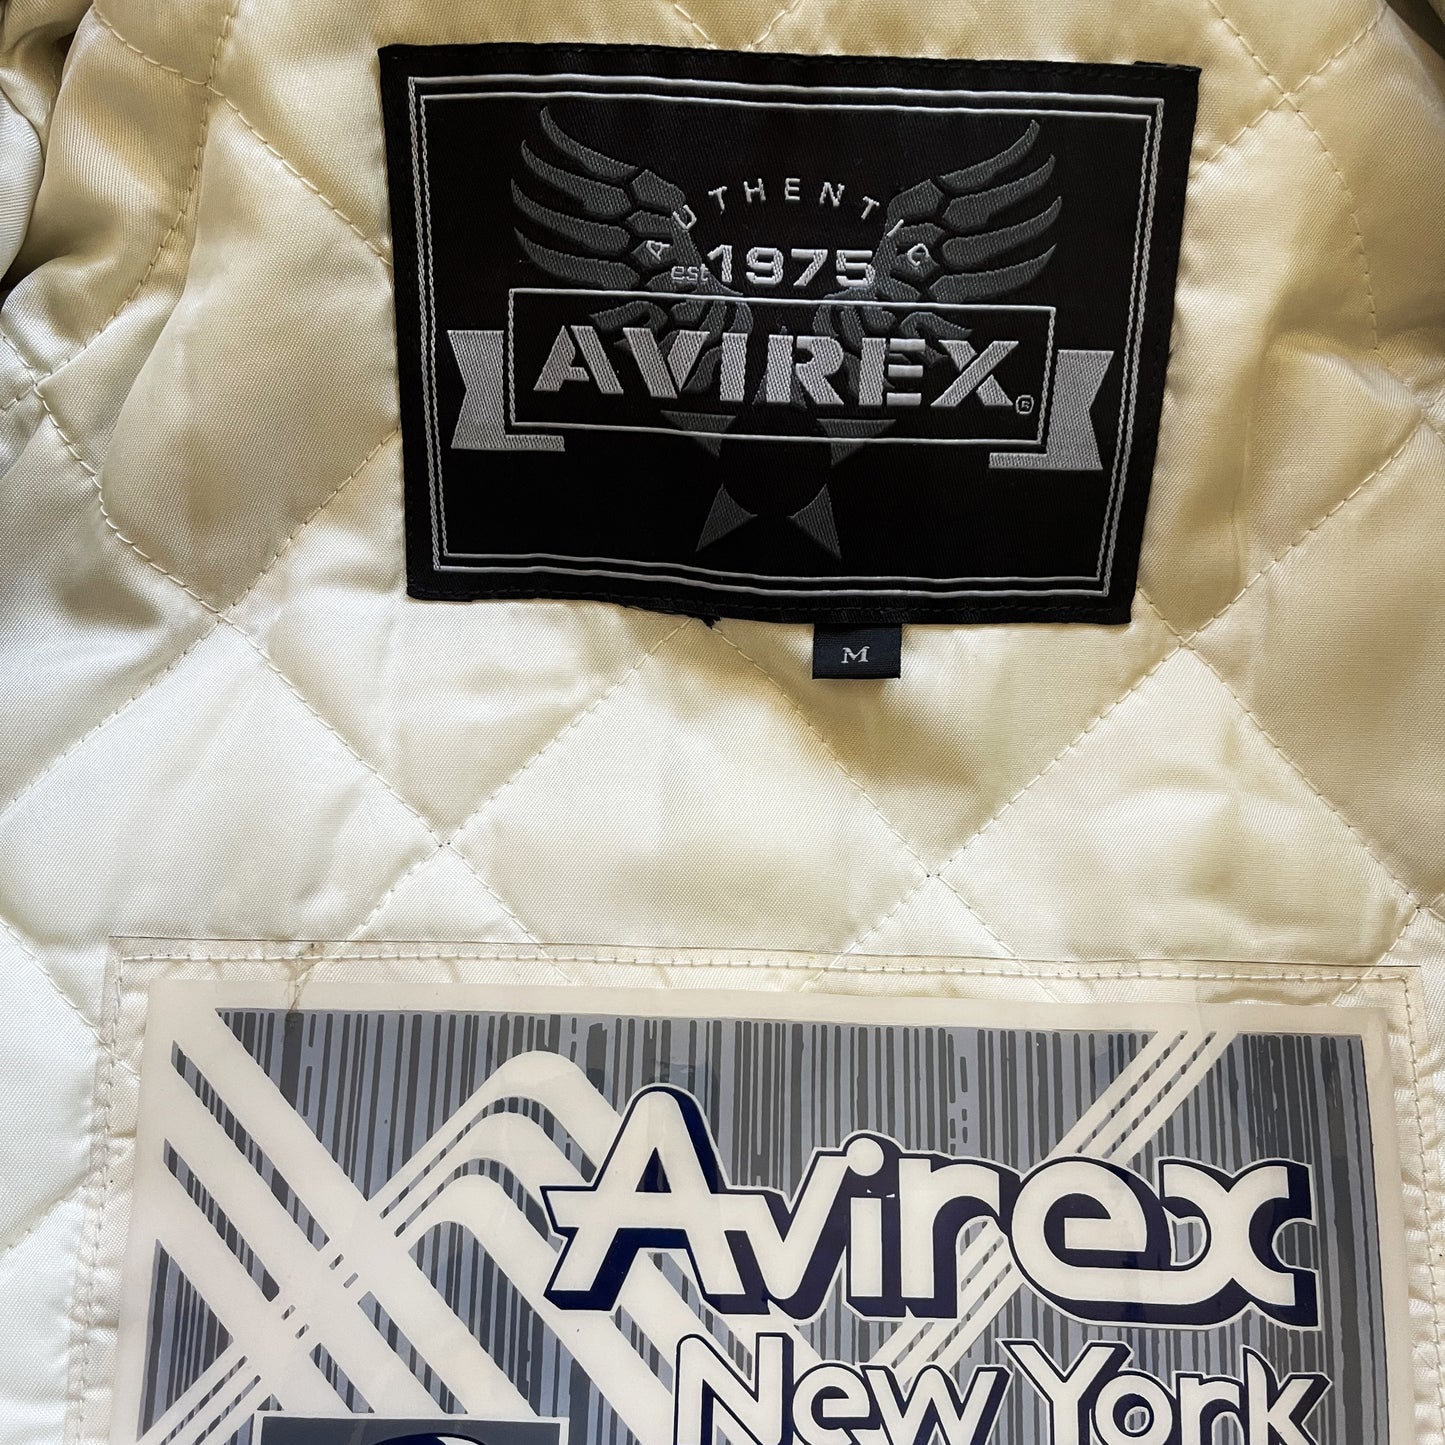 AUTHENTIC
est 1975
AVIREX®
M
Avirex
New York